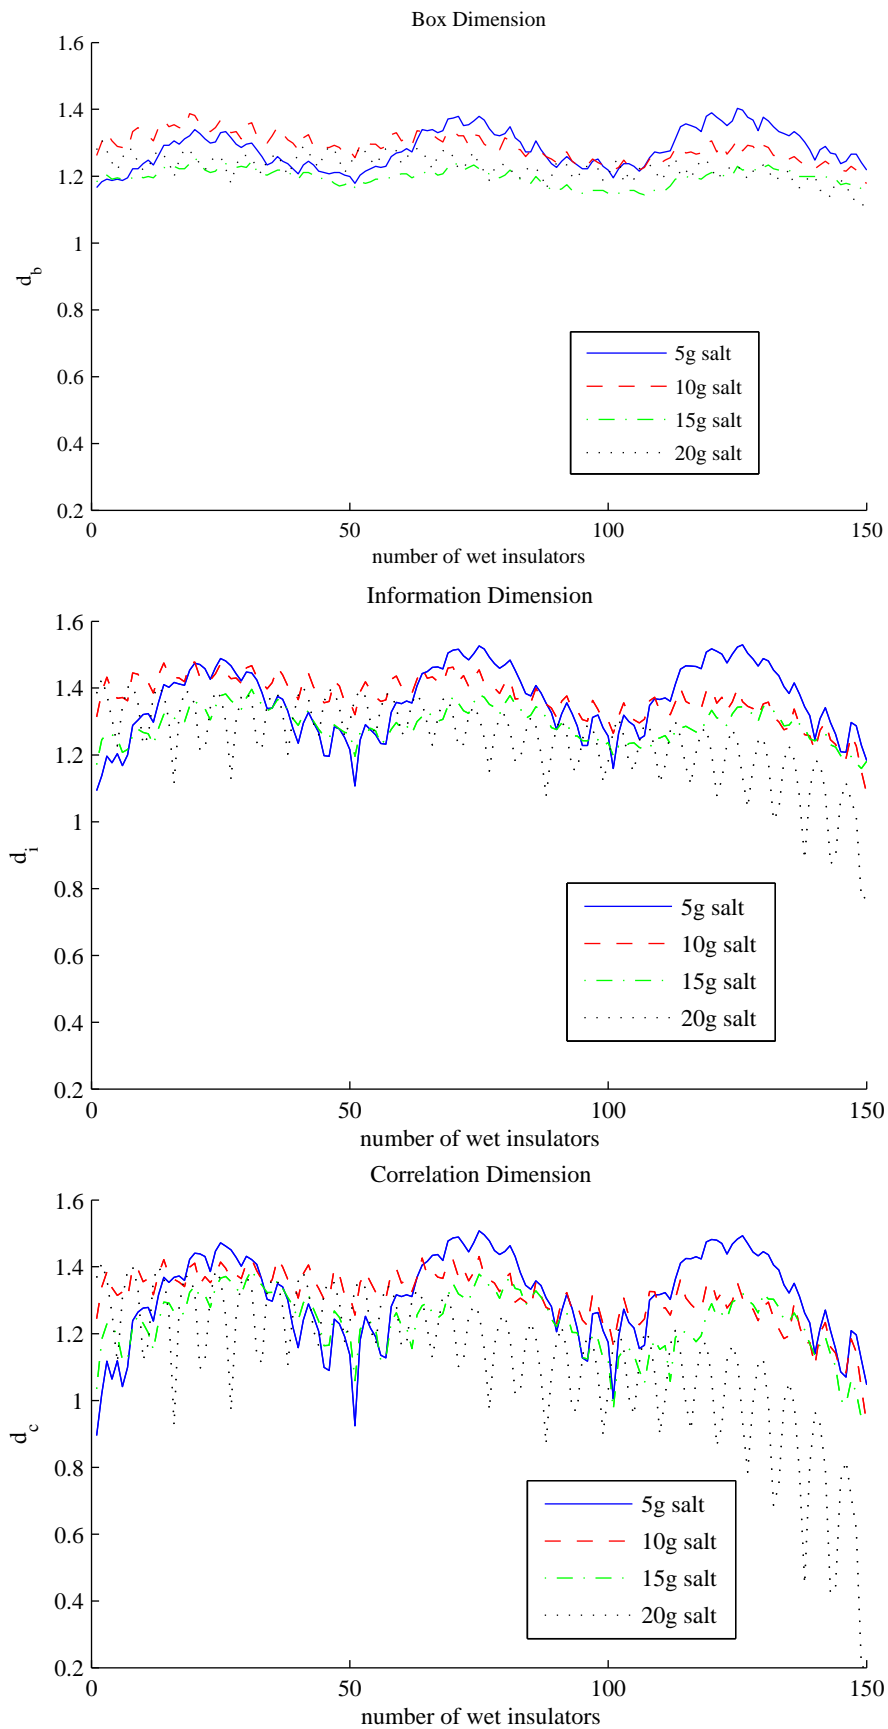 Box Dimension
1.6
1.4
1.2
1
0.8
0.6
0.4
0.2
d_b
5g salt
10g salt
15g salt
20g salt
0
50
100
150
number of wet insulators
Information Dimension
1.6
1.4
1.2
1
0.8
0.6
0.4
0.2
d_i
5g salt
10g salt
15g salt
20g salt
0
50
100
150
number of wet insulators
Correlation Dimension
1.6
1.4
1.2
1
0.8
0.6
0.4
0.2
d_c
5g salt
10g salt
15g salt
20g salt
0
50
100
150
number of wet insulators